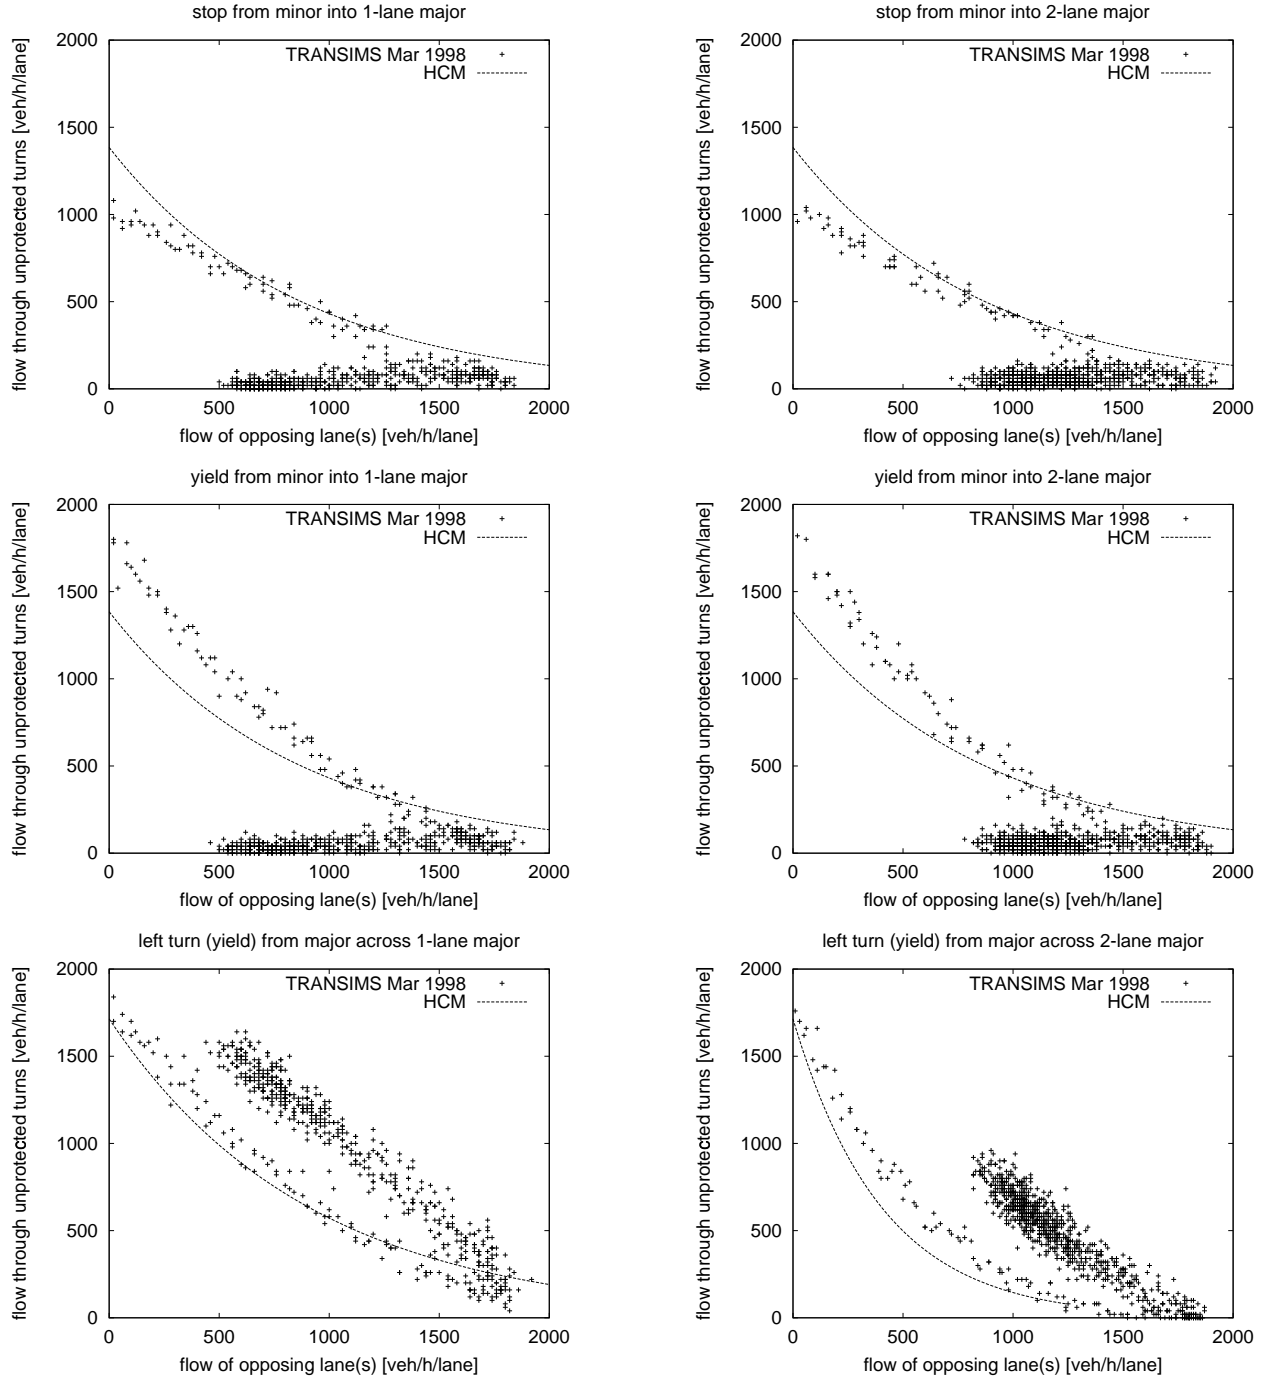 stop from minor into 1-lane major
flow through unprotected turns [veh/h/lane]
2000
1500
1000
500
0
TRANSIMS Mar 1998
HCM
0 500 1000 1500 2000
flow of opposing lane(s) [veh/h/lane]
stop from minor into 2-lane major
flow through unprotected turns [veh/h/lane]
2000
1500
1000
500
0
TRANSIMS Mar 1998
HCM
0 500 1000 1500 2000
flow of opposing lane(s) [veh/h/lane]
yield from minor into 1-lane major
flow through unprotected turns [veh/h/lane]
2000
1500
1000
500
0
TRANSIMS Mar 1998
HCM
0 500 1000 1500 2000
flow of opposing lane(s) [veh/h/lane]
yield from minor into 2-lane major
flow through unprotected turns [veh/h/lane]
2000
1500
1000
500
0
TRANSIMS Mar 1998
HCM
0 500 1000 1500 2000
flow of opposing lane(s) [veh/h/lane]
left turn (yield) from major across 1-lane major
flow through unprotected turns [veh/h/lane]
2000
1500
1000
500
0
TRANSIMS Mar 1998
HCM
0 500 1000 1500 2000
flow of opposing lane(s) [veh/h/lane]
left turn (yield) from major across 2-lane major
flow through unprotected turns [veh/h/lane]
2000
1500
1000
500
0
TRANSIMS Mar 1998
HCM
0 500 1000 1500 2000
flow of opposing lane(s) [veh/h/lane]